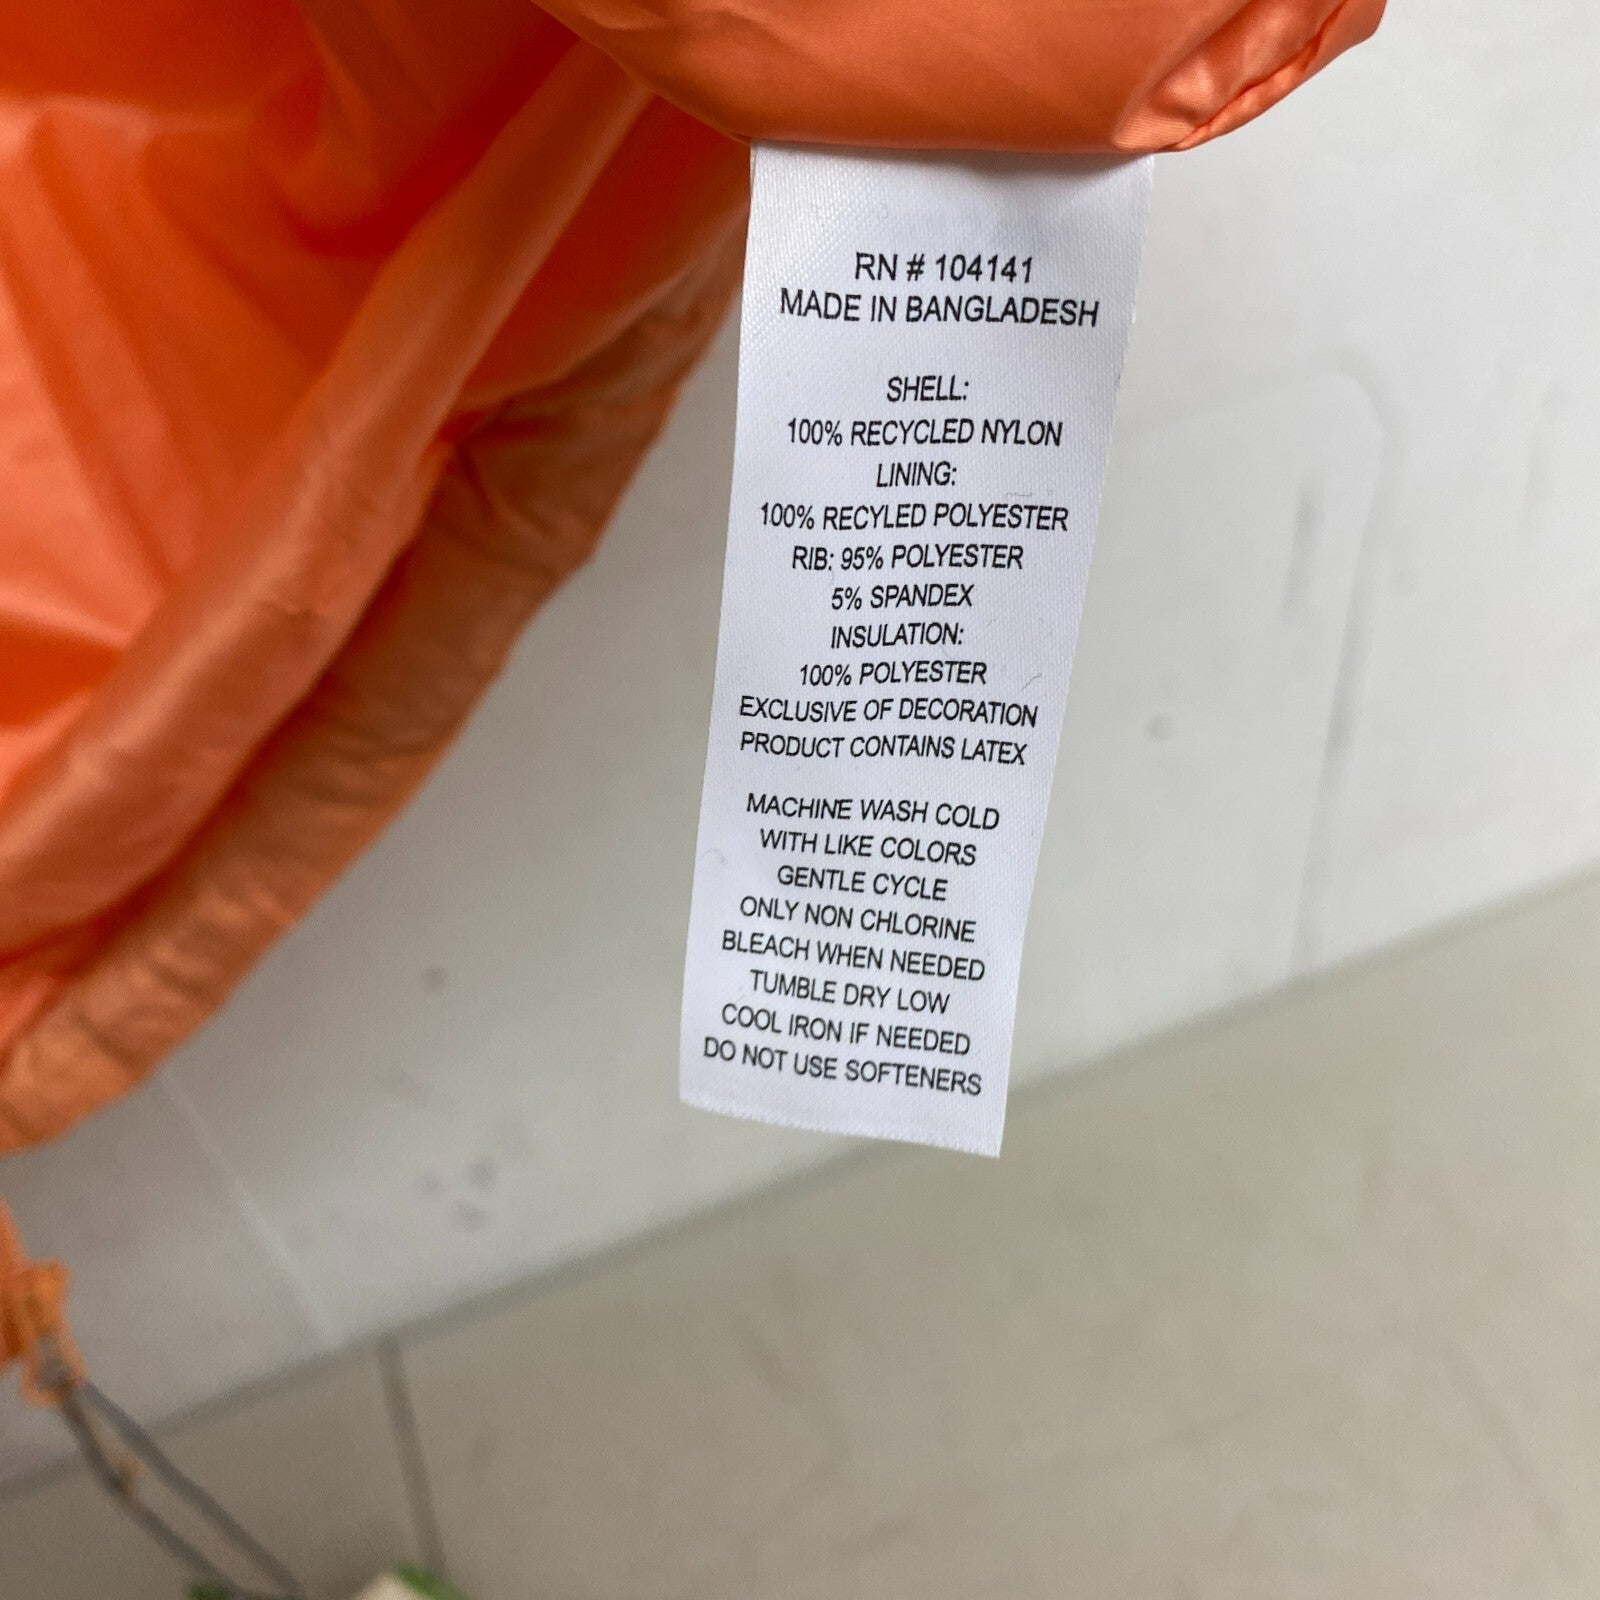 RN # 104141
MADE IN BANGLADESH
SHELL:
100% RECYCLED NYLON
LINING:
100% RECYLED POLYESTER
RIB: 95% POLYESTER
5% SPANDEX
INSULATION:
100% POLYESTER
EXCLUSIVE OF DECORATION
PRODUCT CONTAINS LATEX
MACHINE WASH COLD
WITH LIKE COLORS
GENTLE CYCLE
ONLY NON CHLORINE
BLEACH WHEN NEEDED
TUMBLE DRY LOW
COOL IRON IF NEEDED
DO NOT USE SOFTENERS